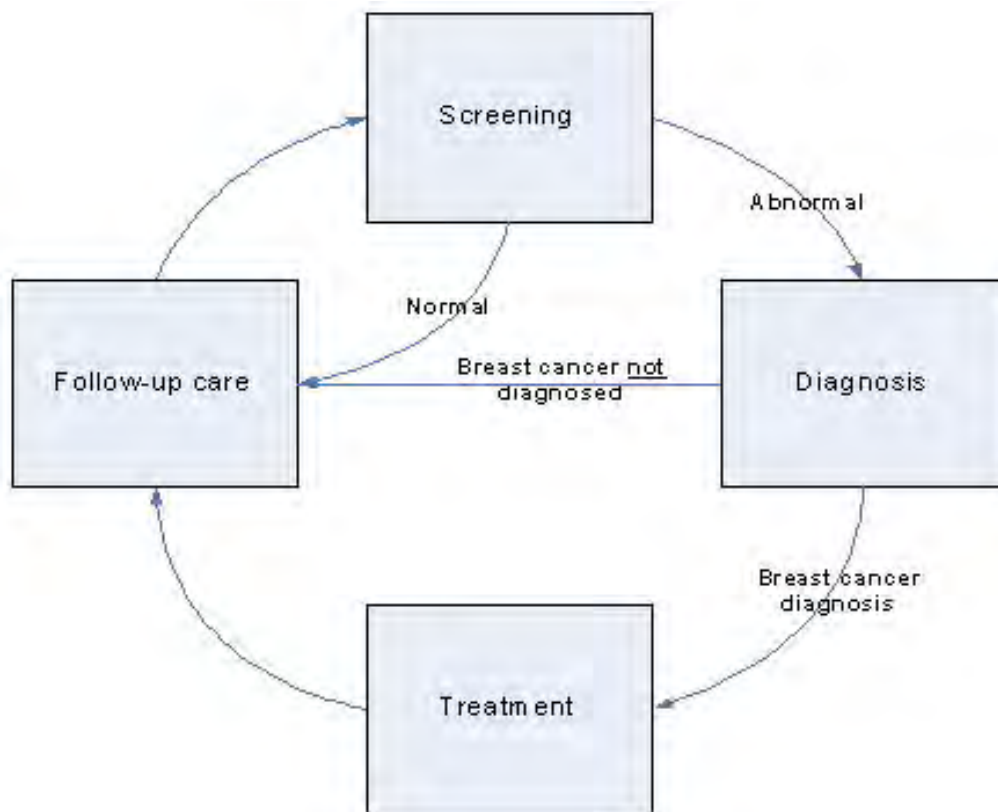 Screening
Abnormal
Normal
Follow-up care
Breast cancer not
diagnosed
Diagnosis
Breast cancer
diagnosis
Treatment